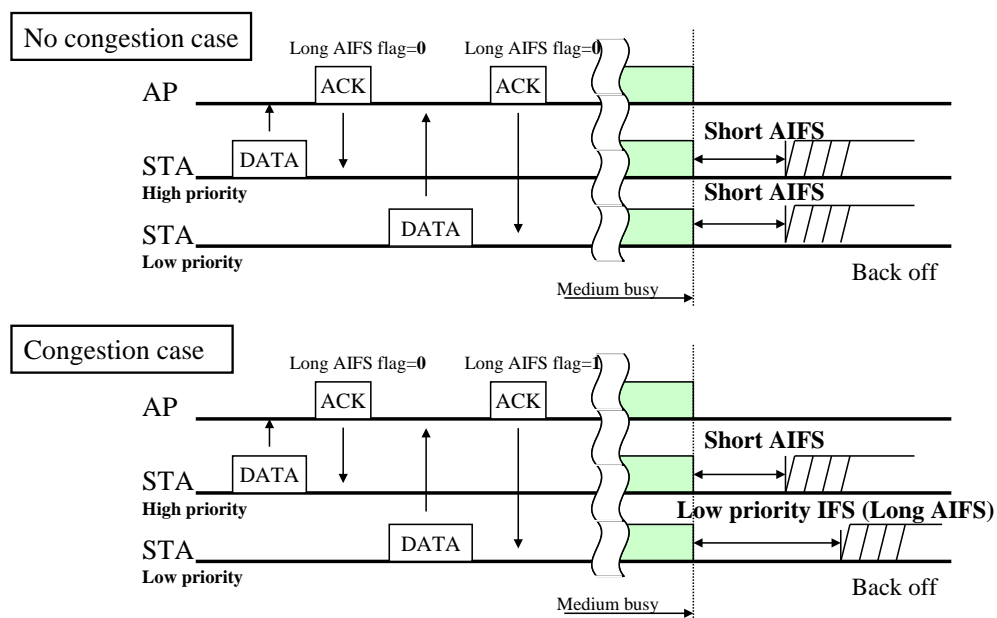 No congestion case
Long AIFS flag=0 Long AIFS flag=0
AP ACK ACK
Short AIFS
STA DATA
High priority
Short AIFS
STA DATA
Low priority
Back off
Medium busy
Congestion case
Long AIFS flag=0 Long AIFS flag=1
AP ACK ACK
Short AIFS
STA DATA
High priority
Low priority IFS (Long AIFS)
STA DATA
Low priority
Back off
Medium busy